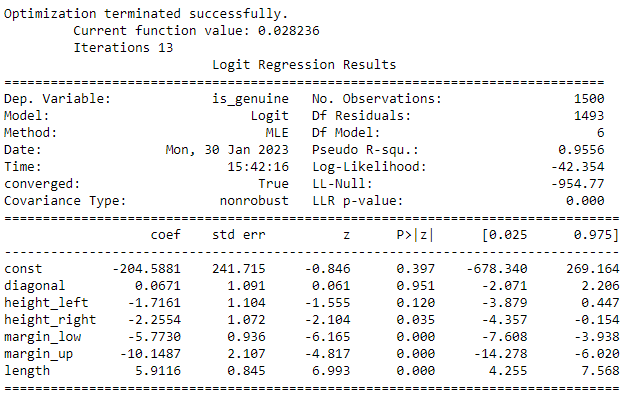 Optimization terminated successfully.
         Current function value: 0.028236
         Iterations 13
                           Logit Regression Results
==============================================================================
Dep. Variable:             is_genuine   No. Observations:                 1500
Model:                          Logit   Df Residuals:                     1493
Method:                           MLE   Df Model:                            6
Date:                Mon, 30 Jan 2023   Pseudo R-squ.:                  0.9556
Time:                        15:42:16   Log-Likelihood:                -42.354
converged:                       True   LL-Null:                       -954.77
Covariance Type:            nonrobust   LLR p-value:                     0.000
================================================================================
                   coef    std err          z      P>|z|      [0.025      0.975]
--------------------------------------------------------------------------------
const         -204.5881    241.715     -0.846      0.397    -678.340     269.164
diagonal         0.0671      1.091      0.061      0.951      -2.071       2.206
height_left     -1.7161      1.104     -1.555      0.120      -3.879       0.447
height_right    -2.2554      1.072     -2.104      0.035      -4.357      -0.154
margin_low      -5.7730      0.936     -6.165      0.000      -7.608      -3.938
margin_up      -10.1487      2.107     -4.817      0.000     -14.278      -6.020
length           5.9116      0.845      6.993      0.000       4.255       7.568
================================================================================